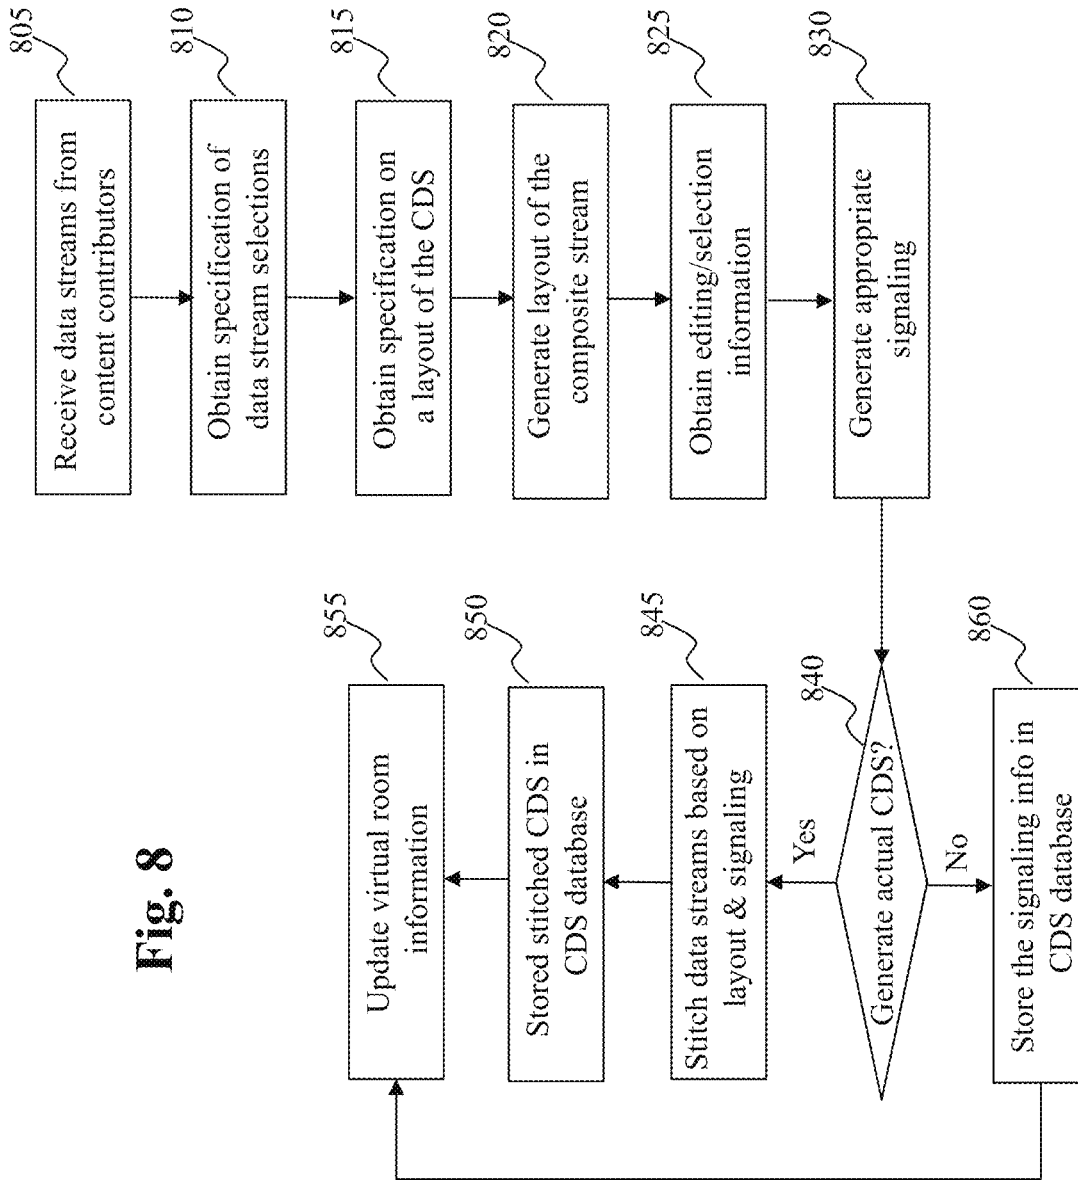 805
Receive data streams from
content contributors
810
Obtain specification of
data stream selections
815
Obtain specification on
a layout of the CDS
820
Generate layout of the
composite stream
825
Obtain editing/selection
information
830
Generate appropriate
signaling
840
Generate actual CDS?
Yes
No
845
Stitch data streams based on
layout & signaling
850
Stored stitched CDS in
CDS database
855
Update virtual room
information
860
Store the signaling info in
CDS database
Fig. 8